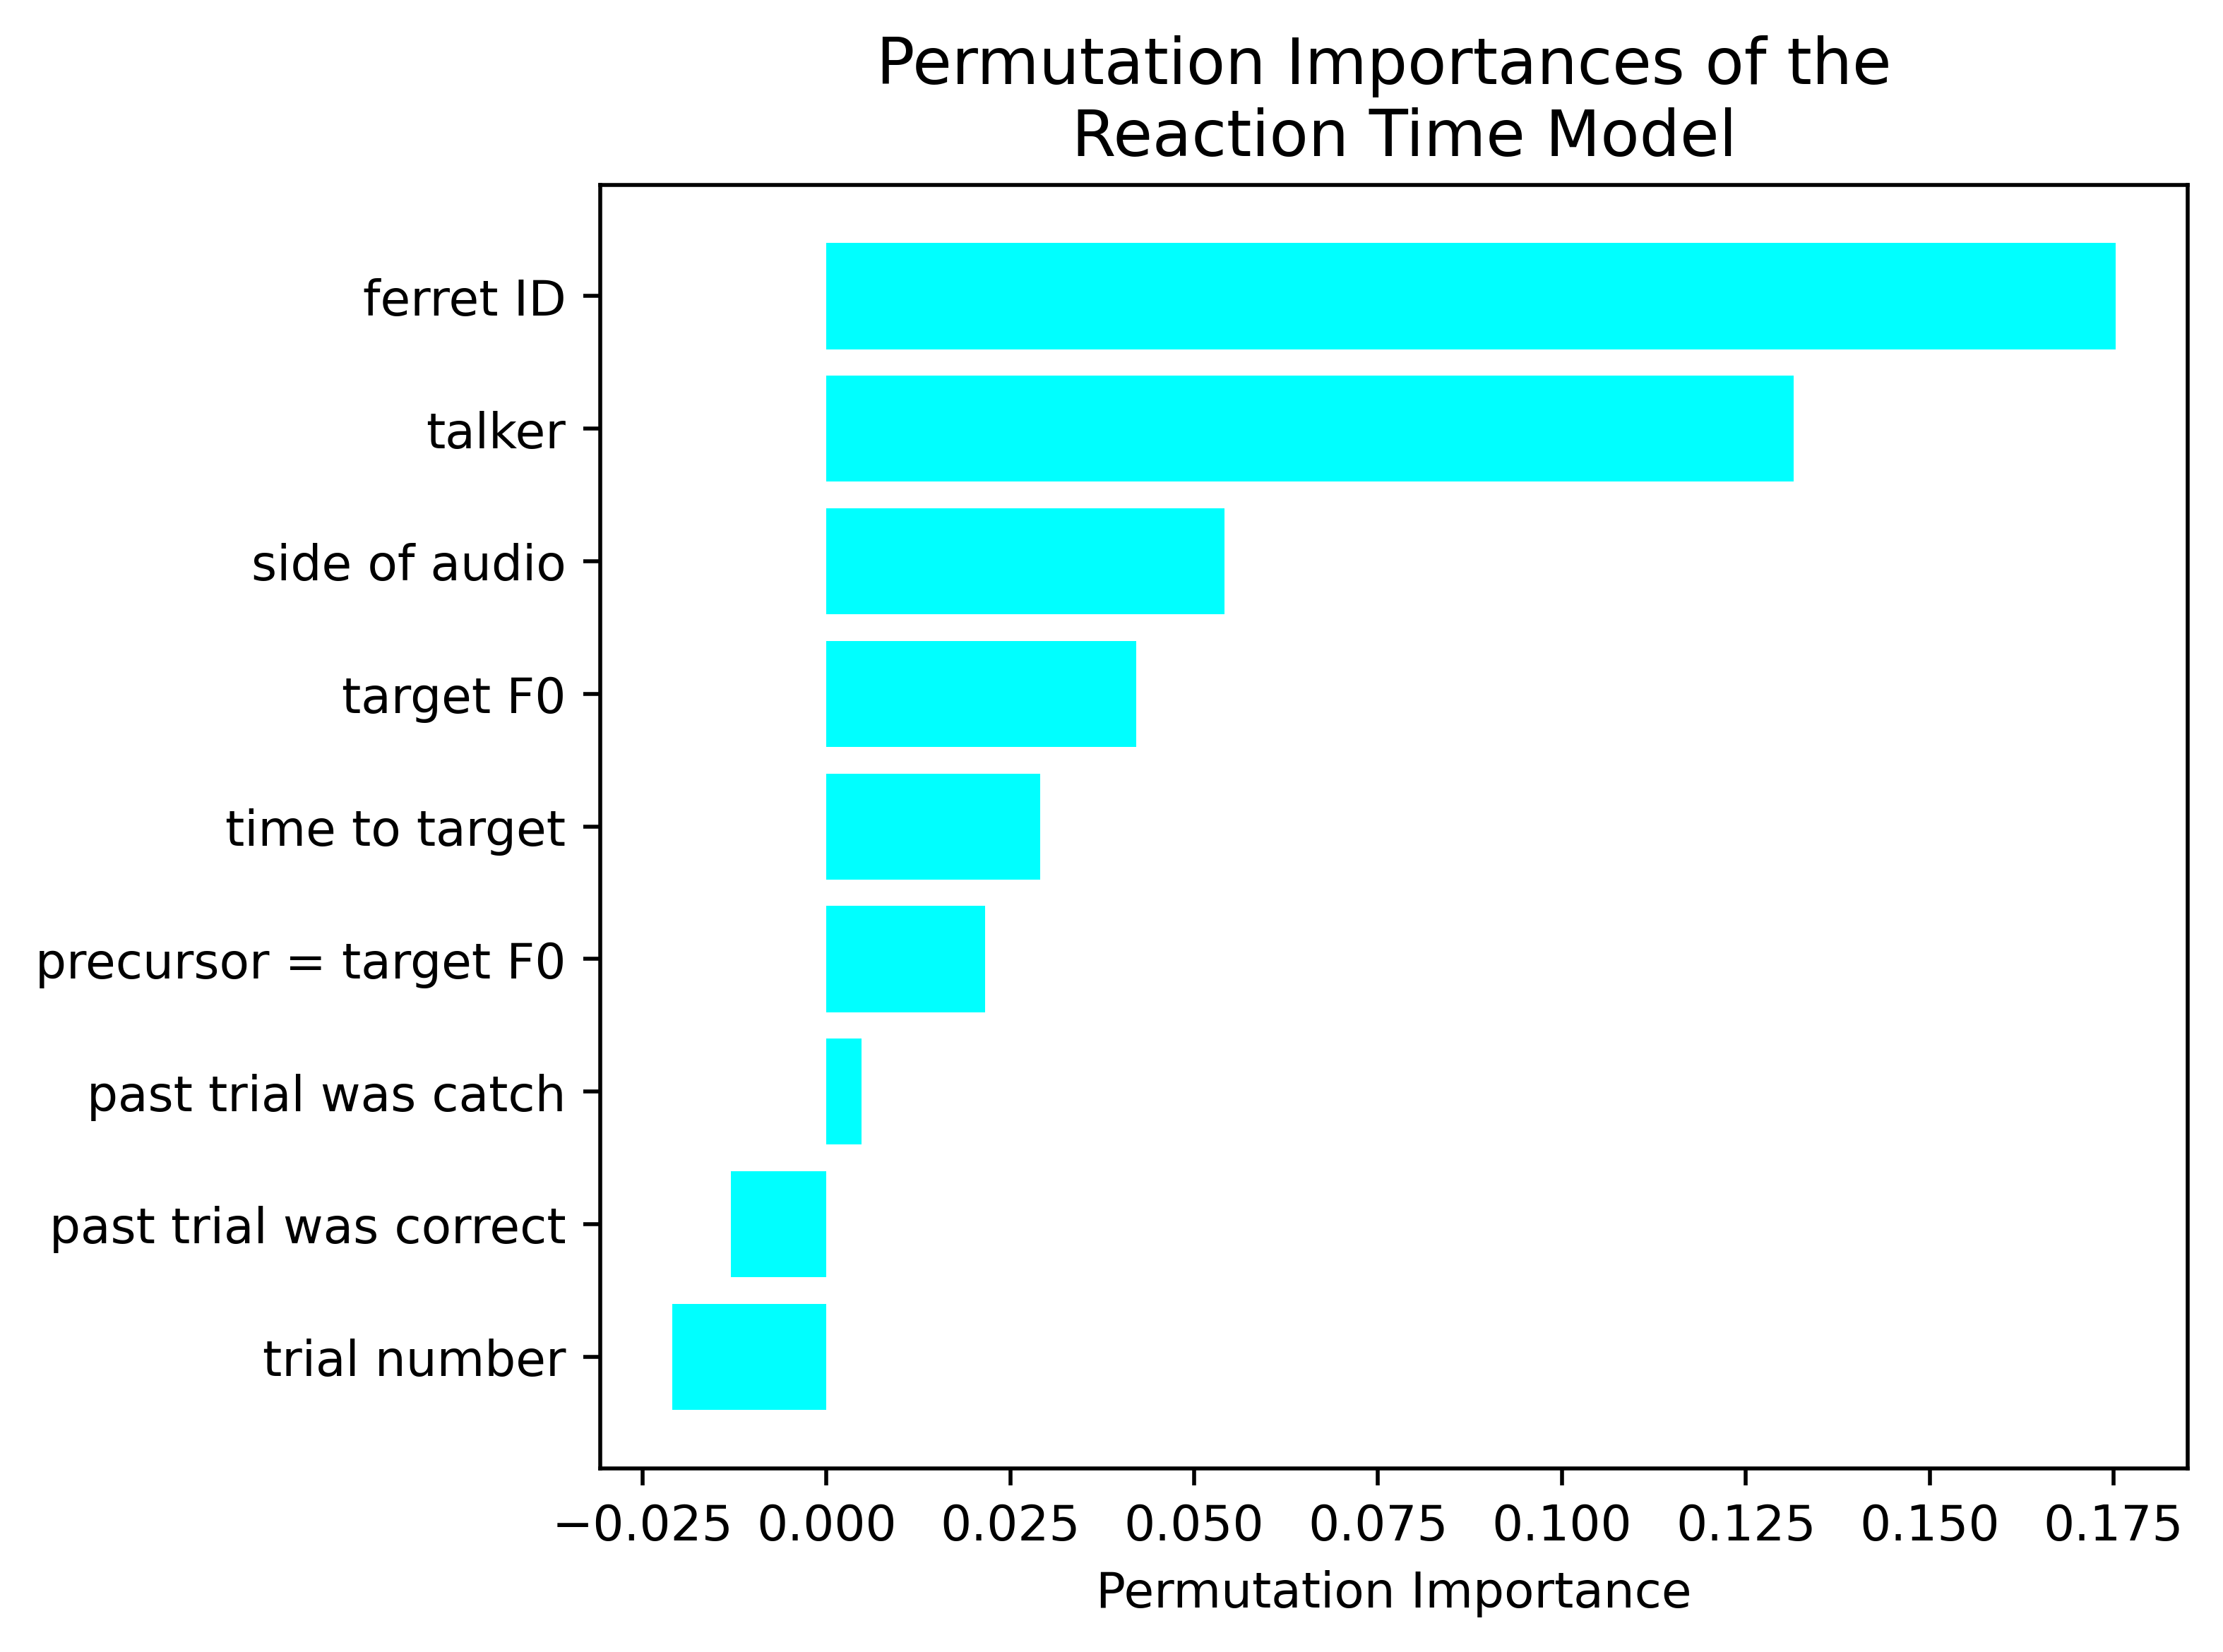 Permutation Importances of the
Reaction Time Model
ferret ID
talker
side of audio
target F0
time to target
precursor = target F0
past trial was catch
past trial was correct
trial number
−0.025 0.000 0.025 0.050 0.075 0.100 0.125 0.150 0.175
Permutation Importance